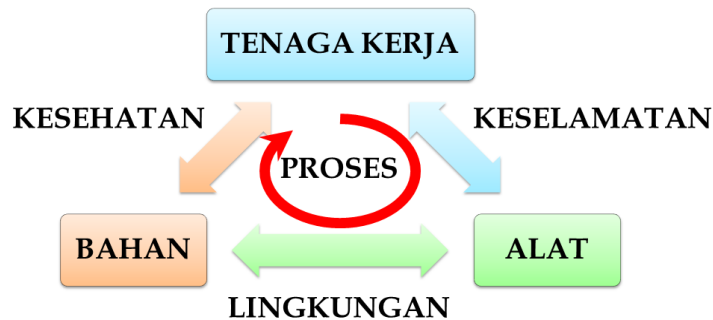 TENAGA KERJA
KESEHATAN
KESELAMATAN
PROSES
BAHAN
ALAT
LINGKUNGAN